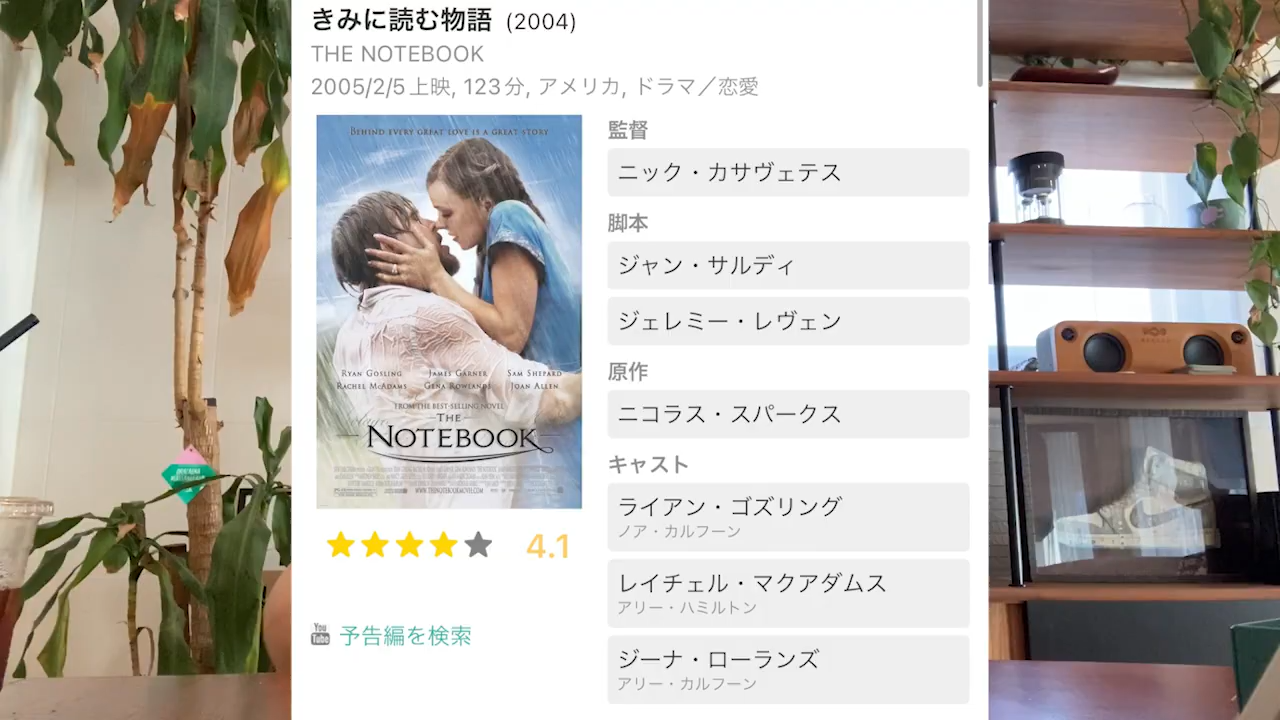 きみに読む物語 (2004)
THE NOTEBOOK
2005/2/5上映, 123分, アメリカ, ドラマ／恋愛
BEHIND EVERY GREAT LOVE IS A GREAT STORY
RYAN GOSLING JAMES GARNER SAM SHEPARD
RACHEL MCADAMS GENA ROWLANDS JOAN ALLEN
FROM THE BEST-SELLING NOVEL
THE
NOTEBOOK
WWW.THENOTEBOOKMOVIE.COM
4.1
You Tube 予告編を検索
監督
ニック・カサヴェテス
脚本
ジャン・サルディ
ジェレミー・レヴェン
原作
ニコラス・スパークス
キャスト
ライアン・ゴズリング
ノア・カルフーン
レイチェル・マクアダムス
アリー・ハミルトン
ジーナ・ローランズ
アリー・カルフーン